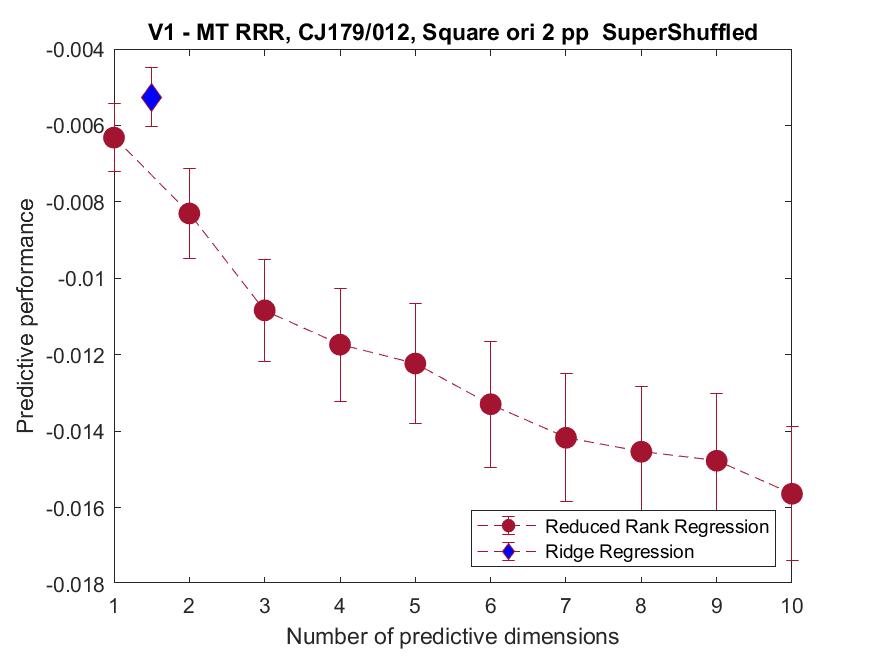 V1 - MT RRR, CJ179/012, Square ori 2 pp  SuperShuffled
-0.004
-0.006
-0.008
-0.01
-0.012
-0.014
-0.016
-0.018
Predictive performance
1 2 3 4 5 6 7 8 9 10
Number of predictive dimensions
Reduced Rank Regression
Ridge Regression